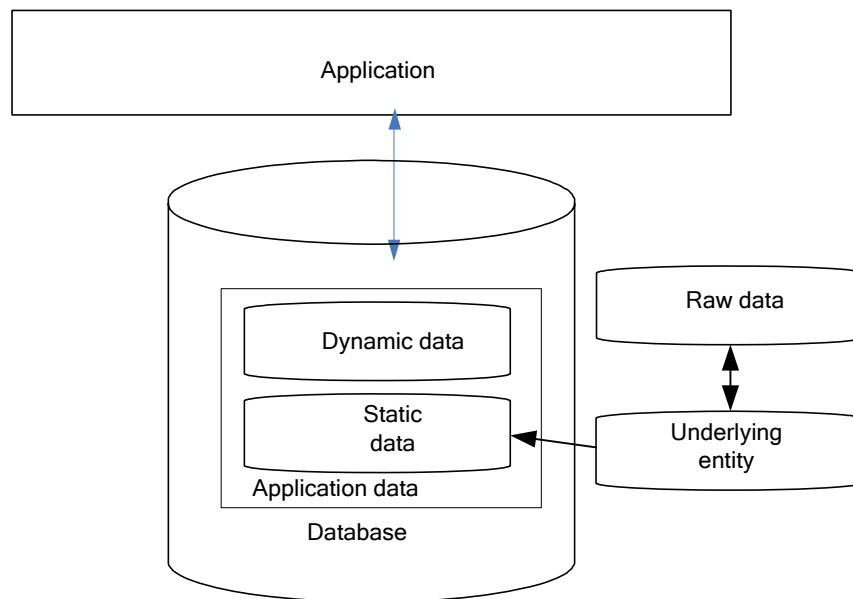 Application
Dynamic data
Raw data
Static
data
Underlying
entity
Application data
Database